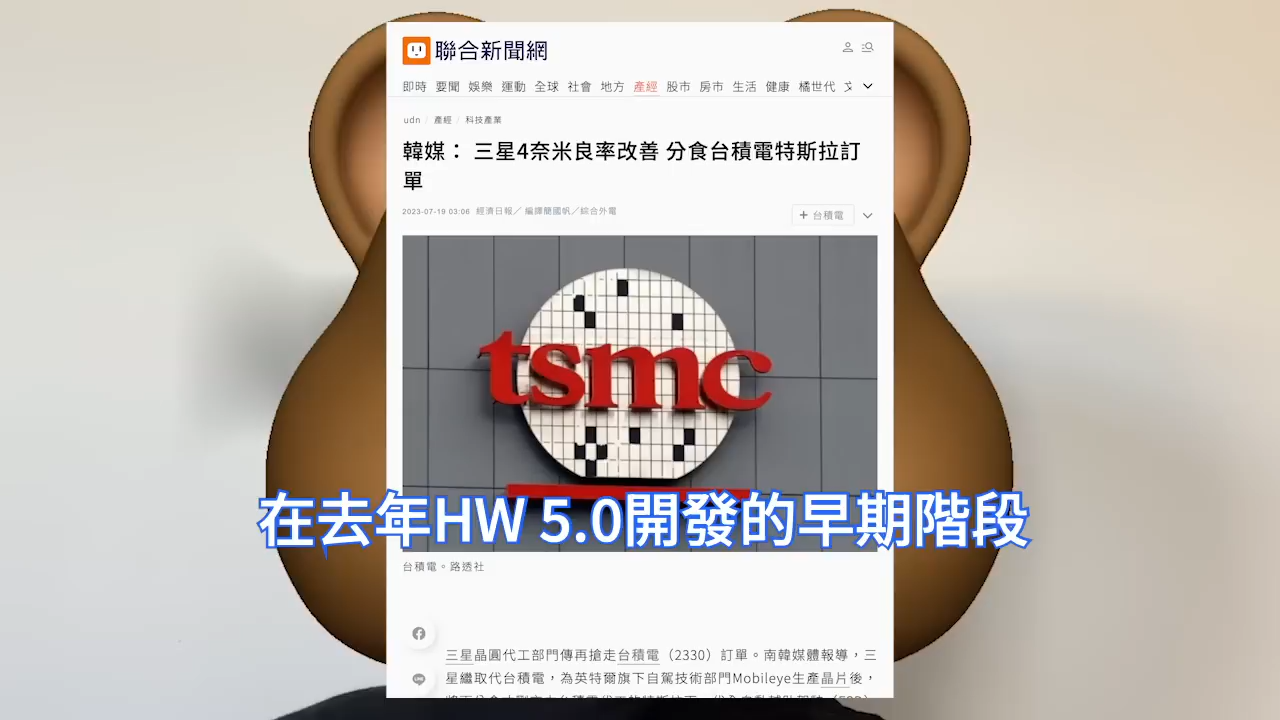 聯合新聞網
即時 要聞 娛樂 運動 全球 社會 地方 產經 股市 房市 生活 健康 橘世代
udn / 產經 / 科技產業
韓媒： 三星4奈米良率改善 分食台積電特斯拉訂
單
2023-07-19 03:06 經濟日報／ 編譯簡國帆／綜合外電
+ 台積電
tsmc
在去年HW 5.0開發的早期階段
台積電。路透社
三星晶圓代工部門傳再搶走台積電（2330）訂單。南韓媒體報導，三
星繼取代台積電，為英特爾旗下自駕技術部門Mobileye生產晶片後，